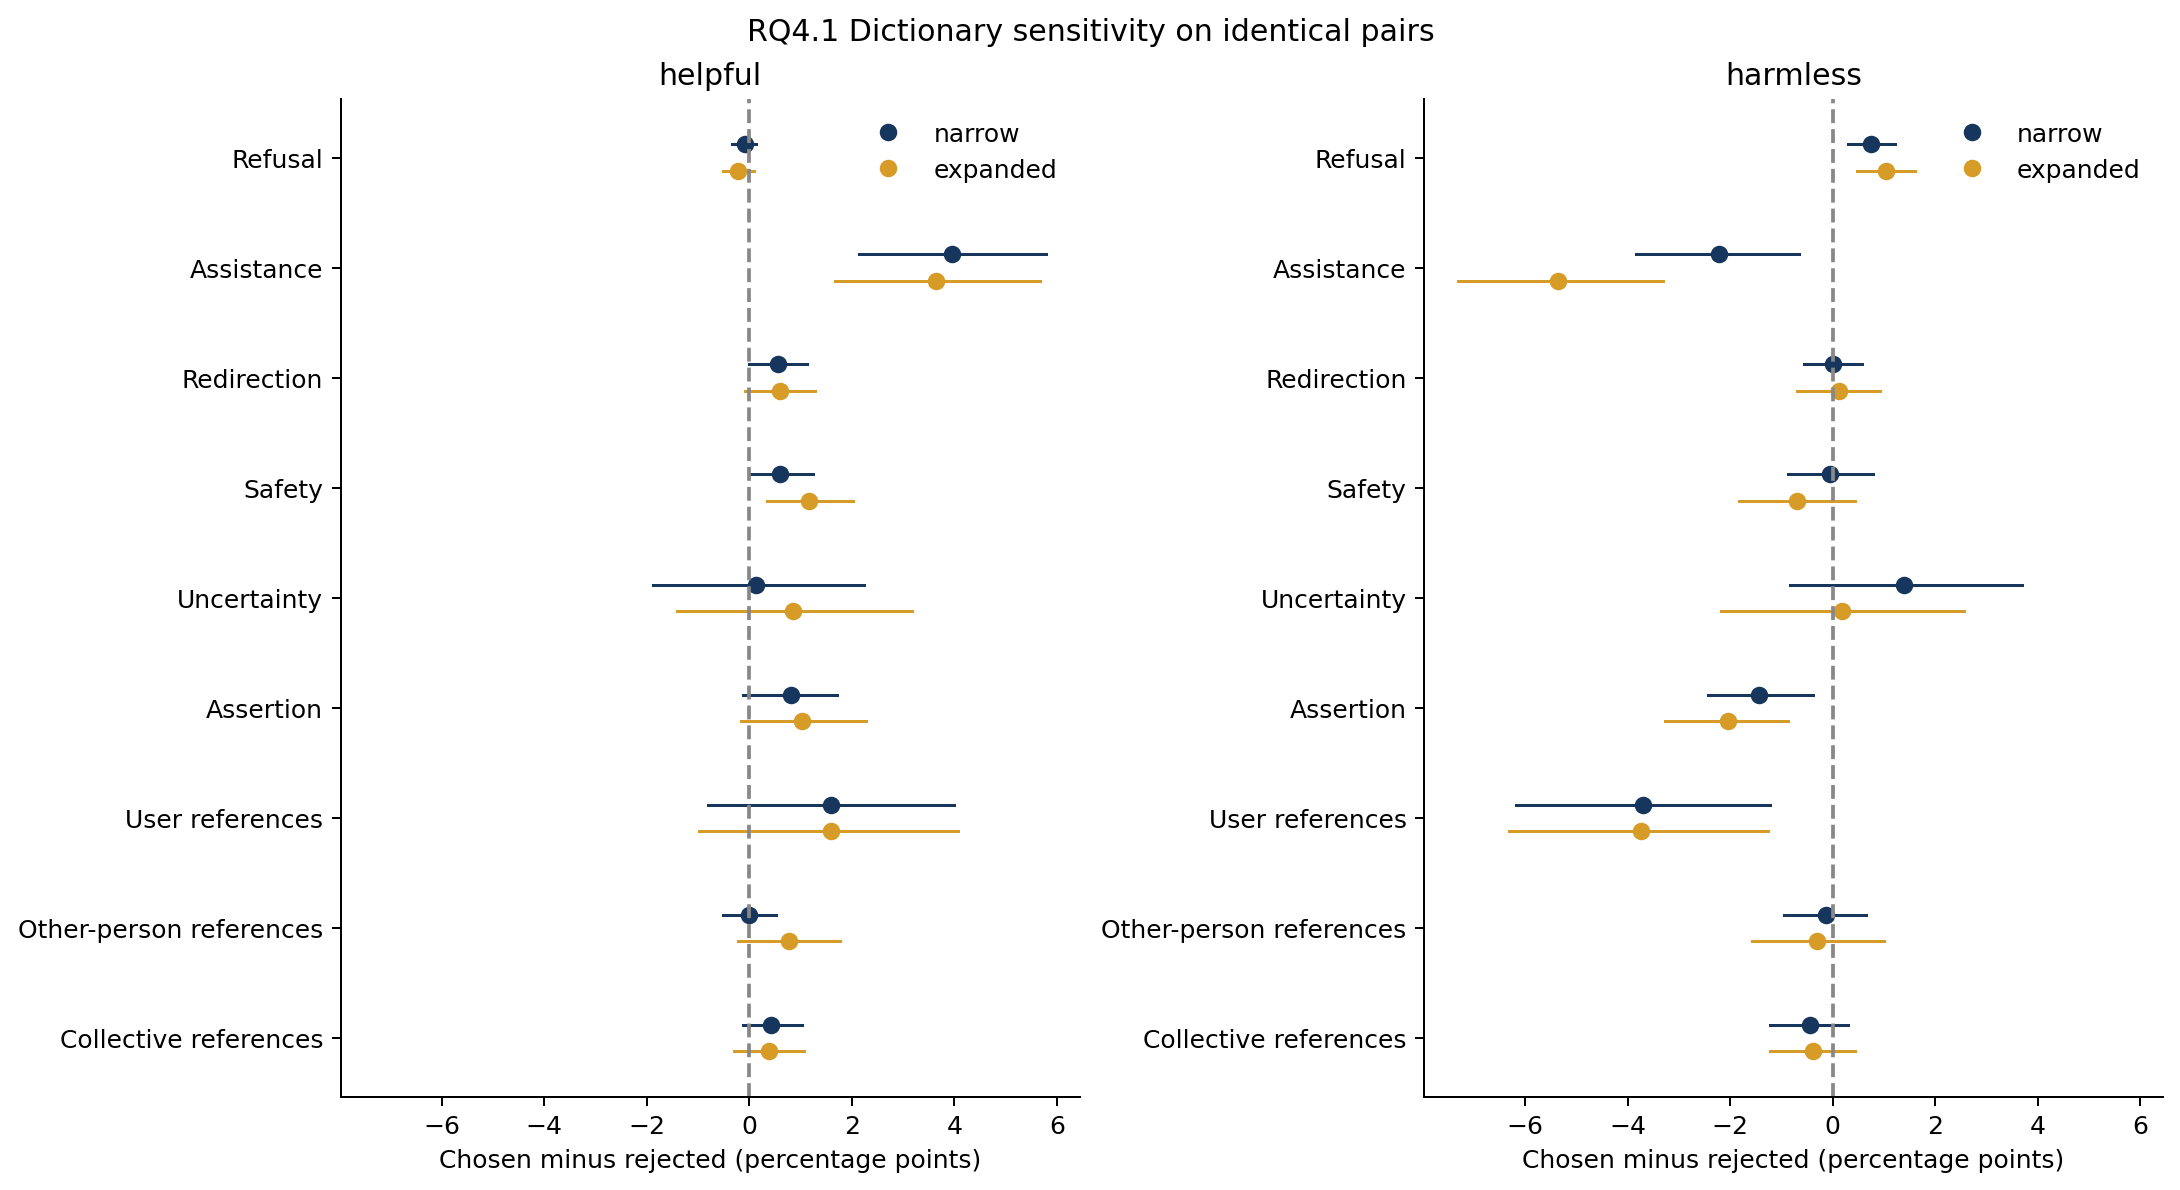 RQ4.1 Dictionary sensitivity on identical pairs
helpful
narrow
expanded
Refusal
Assistance
Redirection
Safety
Uncertainty
Assertion
User references
Other-person references
Collective references
−6 −4 −2 0 2 4 6
Chosen minus rejected (percentage points)
harmless
narrow
expanded
Refusal
Assistance
Redirection
Safety
Uncertainty
Assertion
User references
Other-person references
Collective references
−6 −4 −2 0 2 4 6
Chosen minus rejected (percentage points)